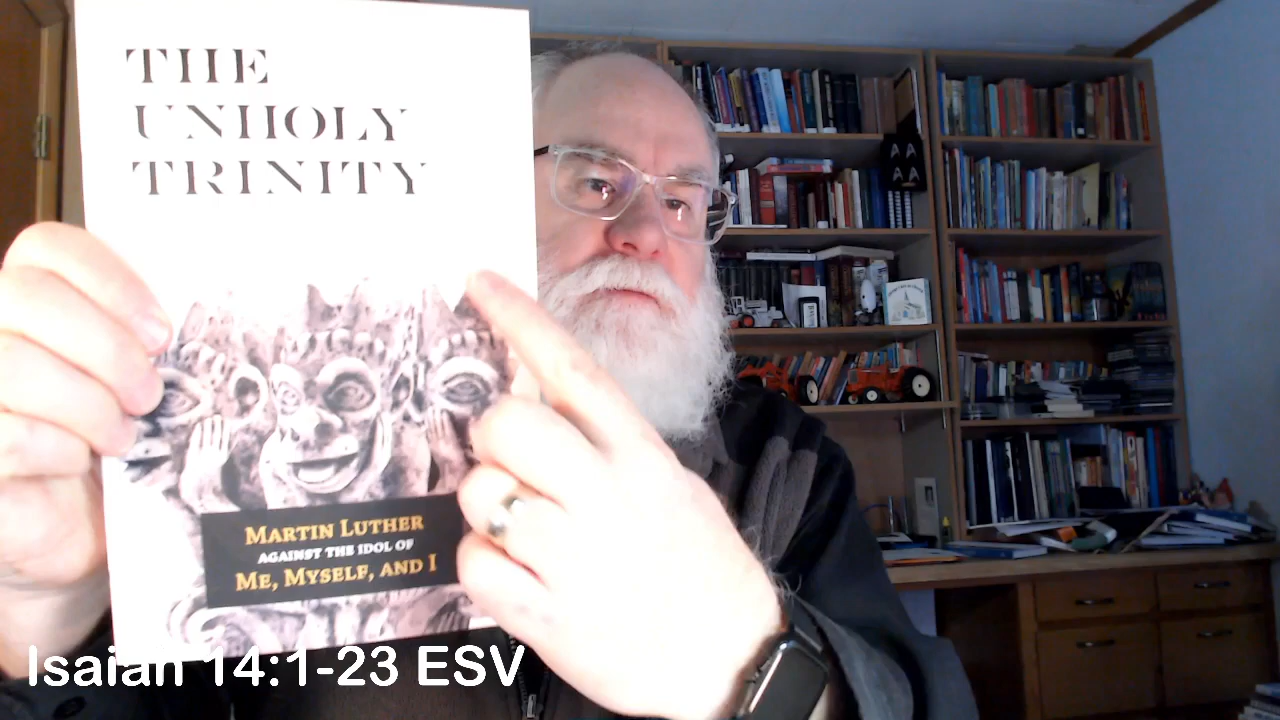 THE
UNHOLY
TRINITY
MARTIN LUTHER
AGAINST THE IDOL OF
ME, MYSELF, AND I
Isaiah 14:1-23 ESV